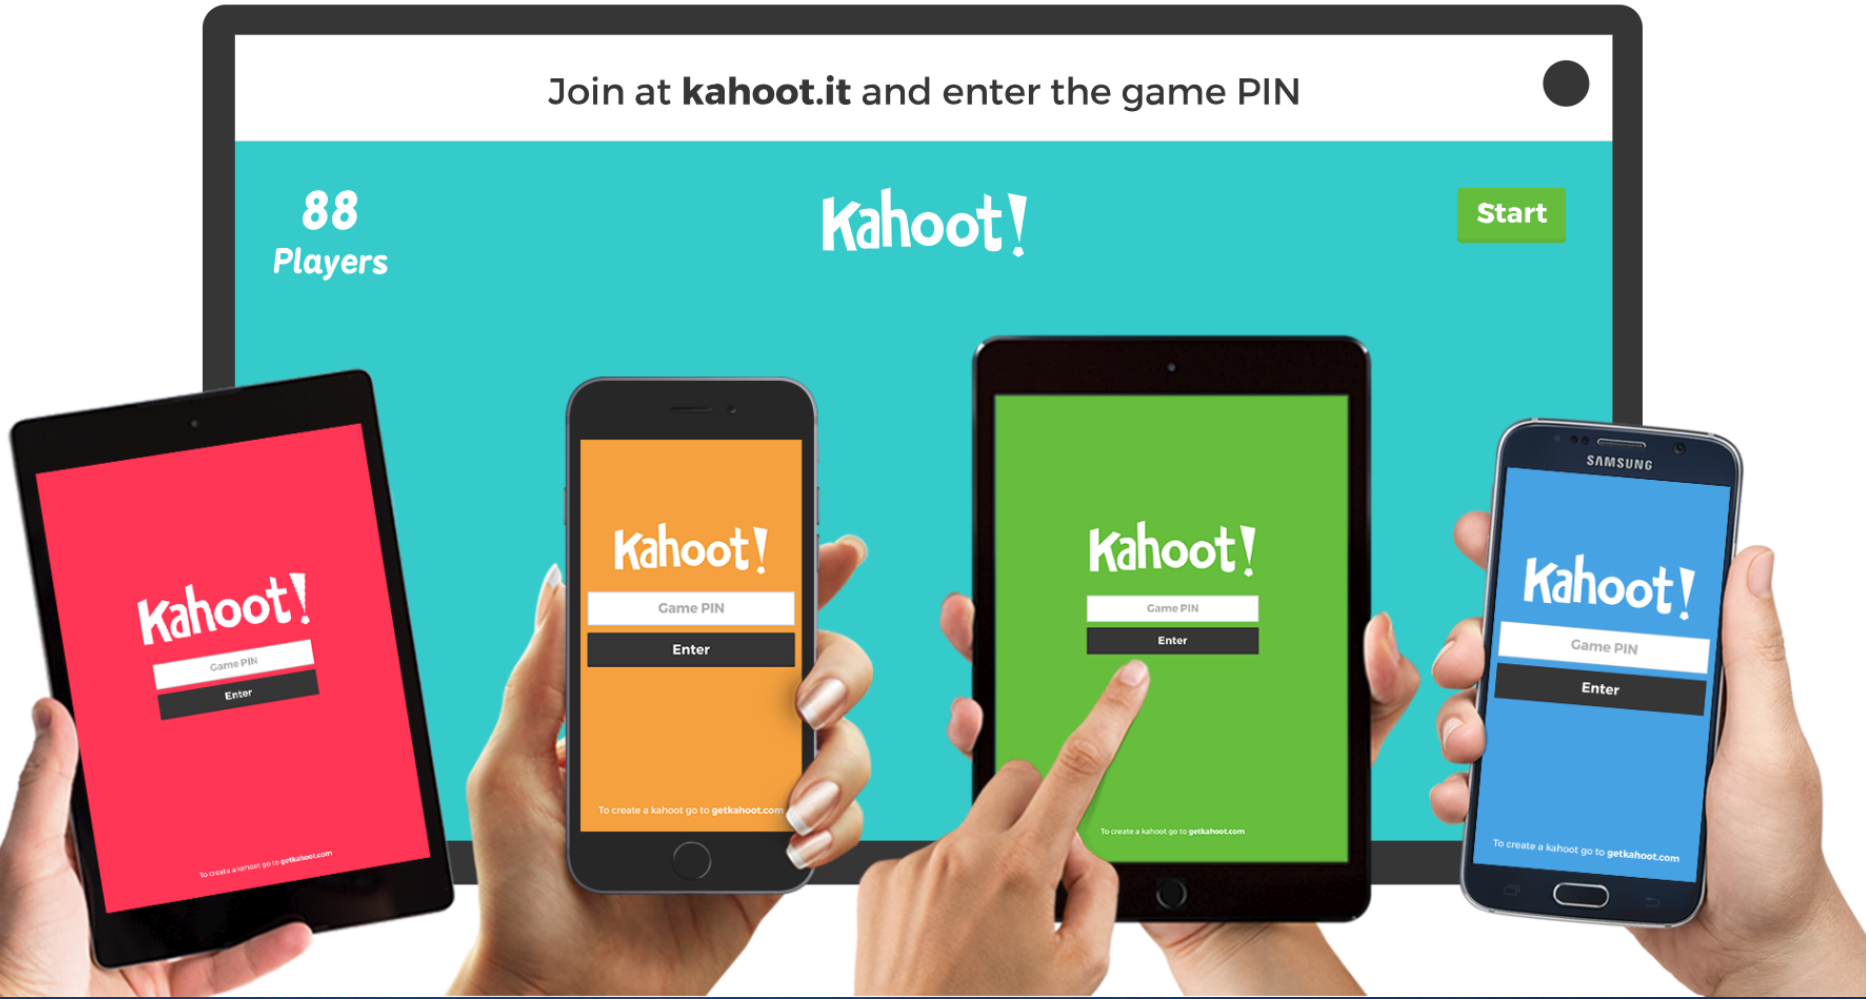 Join at kahoot.it and enter the game PIN
88
Players
Kahoot!
Start
Kahoot!
Game PIN
Enter
To create a kahoot go to getkahoot.com
Kahoot!
Game PIN
Enter
To create a kahoot go to getkahoot.com
Kahoot!
Game PIN
Enter
To create a kahoot go to getkahoot.com
SAMSUNG
Kahoot!
Game PIN
Enter
To create a kahoot go to getkahoot.com